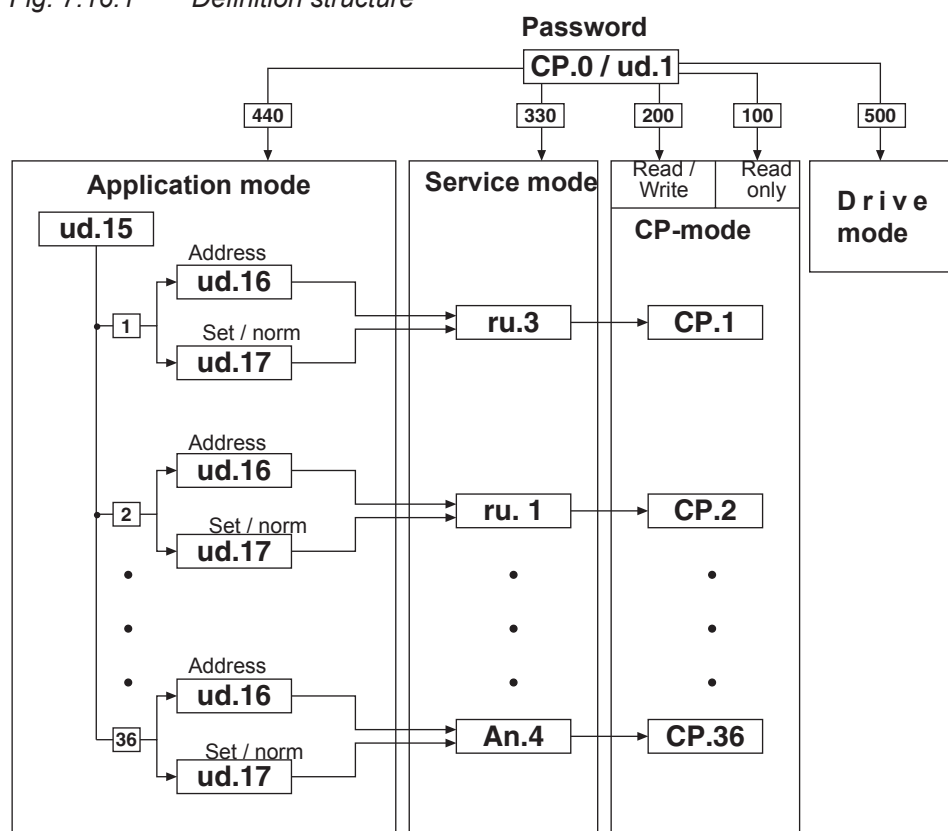 Fig. 7.16.1 Definition structure
Password
CP.0 / ud.1
440
330
200
100
500
Application mode
Service mode
Read / Write
Read only
CP-mode
Drive mode
ud.15
Address
ud.16
1
Set / norm
ud.17
ru.3
CP.1
Address
ud.16
2
Set / norm
ud.17
ru. 1
CP.2
Address
ud.16
36
Set / norm
ud.17
An.4
CP.36